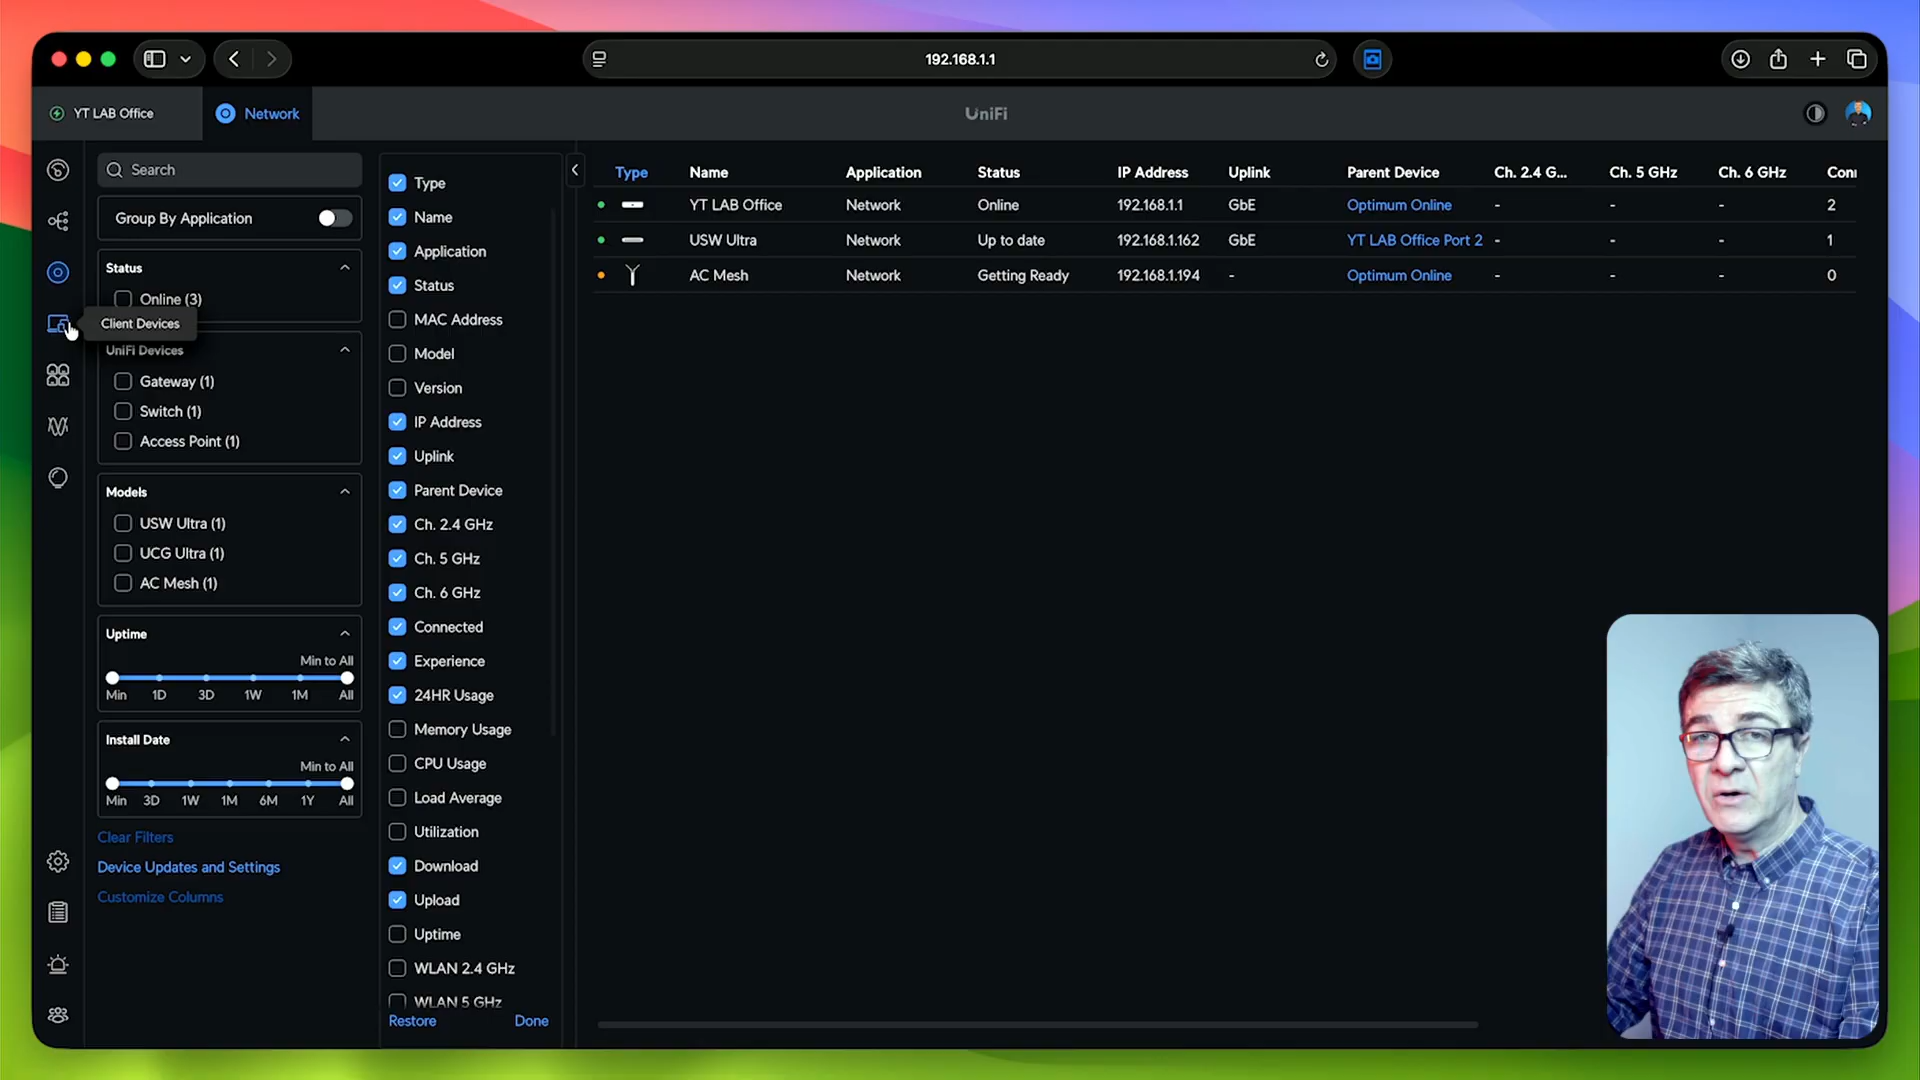 192.168.1.1
YT LAB Office
Network
UniFi
Search
Group By Application
Status
Online (3)
Client Devices
UniFi Devices
Gateway (1)
Switch (1)
Access Point (1)
Models
USW Ultra (1)
UCG Ultra (1)
AC Mesh (1)
Uptime
Min to All
Min 1D 3D 1W 1M All
Install Date
Min to All
Min 3D 1W 1M 6M 1Y All
Clear Filters
Device Updates and Settings
Customize Columns
Type
Name
Application
Status
MAC Address
Model
Version
IP Address
Uplink
Parent Device
Ch. 2.4 GHz
Ch. 5 GHz
Ch. 6 GHz
Connected
Experience
24HR Usage
Memory Usage
CPU Usage
Load Average
Utilization
Download
Upload
Uptime
WLAN 2.4 GHz
WLAN 5 GHz
Restore Done
Type Name Application Status IP Address Uplink Parent Device Ch. 2.4 G... Ch. 5 GHz Ch. 6 GHz Conn
YT LAB Office Network Online 192.168.1.1 GbE Optimum Online - - - 2
USW Ultra Network Up to date 192.168.1.162 GbE YT LAB Office Port 2 - - - 1
AC Mesh Network Getting Ready 192.168.1.194 - Optimum Online - - - 0